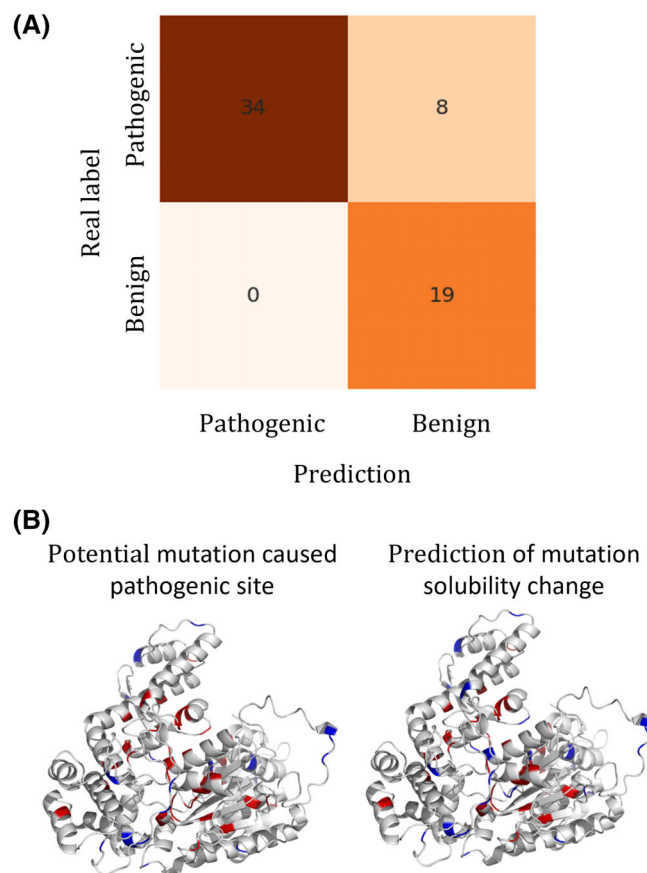 (A)
Real label
Pathogenic
34
8
Benign
0
19
Pathogenic
Benign
Prediction
(B)
Potential mutation caused
pathogenic site
Prediction of mutation
solubility change